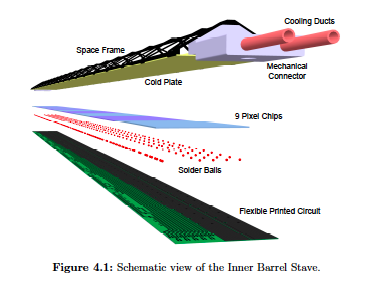 Cooling Ducts
Space Frame
Mechanical
Connector
Cold Plate
9 Pixel Chips
Solder Balls
Flexible Printed Circuit
Figure 4.1: Schematic view of the Inner Barrel Stave.